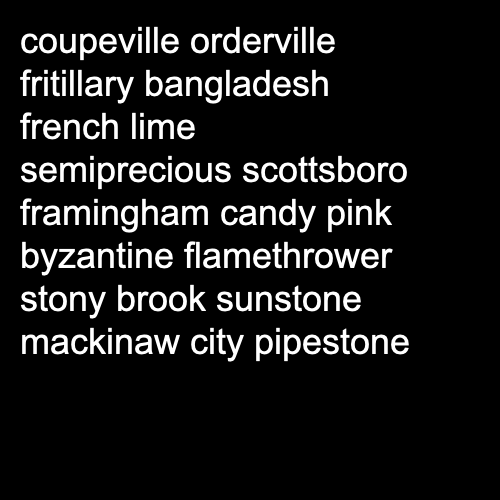 coupeville orderville
fritillary bangladesh
french lime
semiprecious scottsboro
framingham candy pink
byzantine flamethrower
stony brook sunstone
mackinaw city pipestone